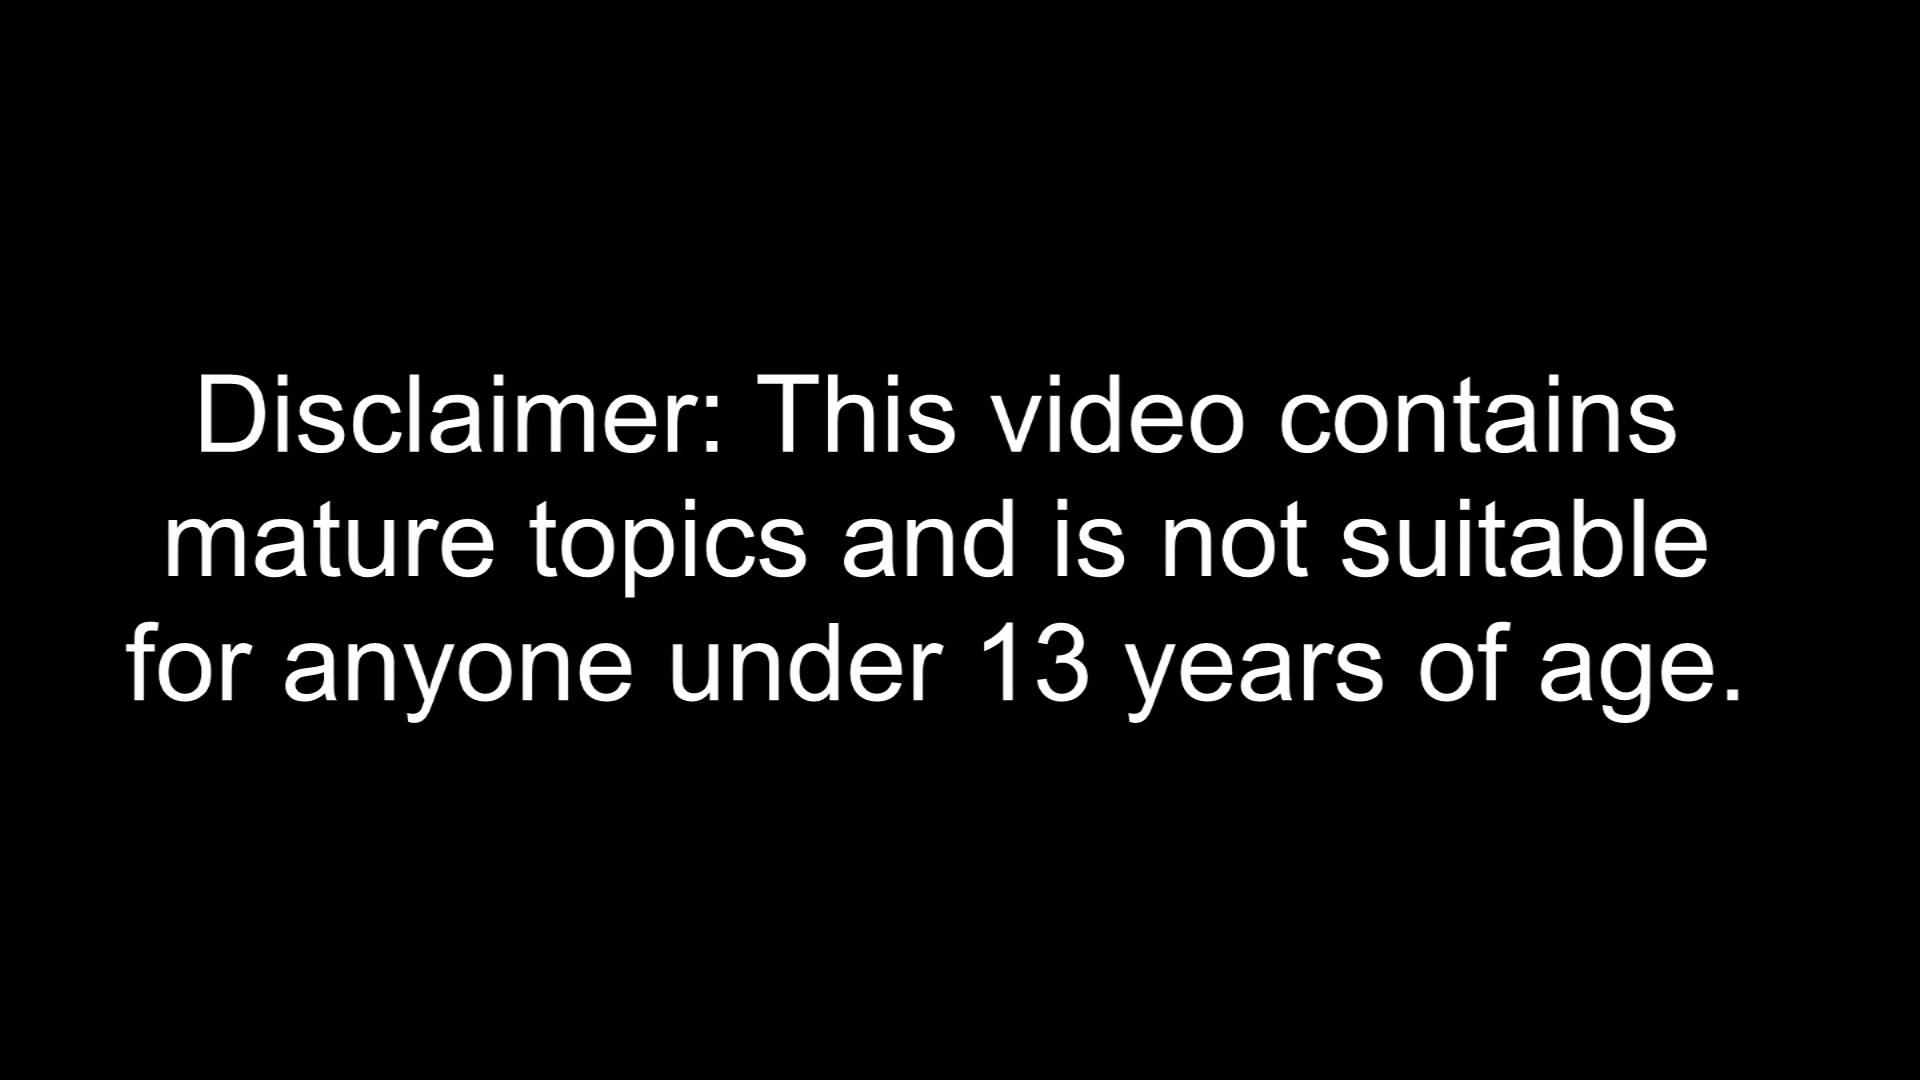 Disclaimer: This video contains
mature topics and is not suitable
for anyone under 13 years of age.